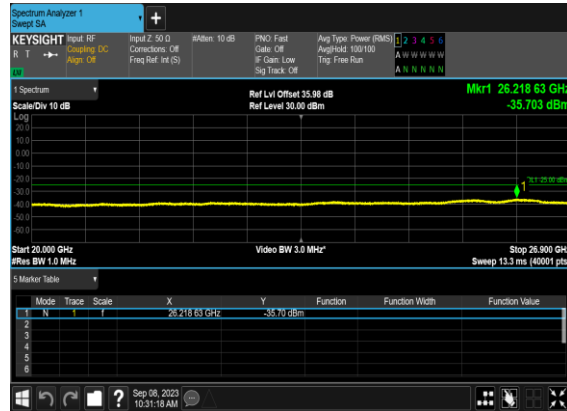 Spectrum Analyzer 1
Swept SA
+
KEYSIGHT Input: RF Input Z: 50 Ω #Atten: 10 dB PNO: Fast Avg Type: Power (RMS) 1 2 3 4 5 6
R T Coupling: DC Corrections: Off Gate: Off Avg|Hold: 100/100 A W W W W W
Align: Off Freq Ref: Int (S) IF Gain: Low Trig: Free Run
LW Sig Track: Off A N N N N N
1 Spectrum Ref Lvl Offset 35.98 dB Mkr1 26.218 63 GHz
Scale/Div 10 dB Ref Level 30.00 dBm -35.703 dBm
Log
20.0
10.0
0.00
-10.0
-20.0
DL1 -25.00 dBm
-30.0
1
-40.0
-50.0
-60.0
Start 20.000 GHz Video BW 3.0 MHz* Stop 26.900 GHz
#Res BW 1.0 MHz Sweep 13.3 ms (40001 pts)
5 Marker Table
Mode Trace Scale X Y Function Function Width Function Value
1 N 1 f 26.218 63 GHz -35.70 dBm
2
3
4
5
6
? Sep 08, 2023
10:31:18 AM